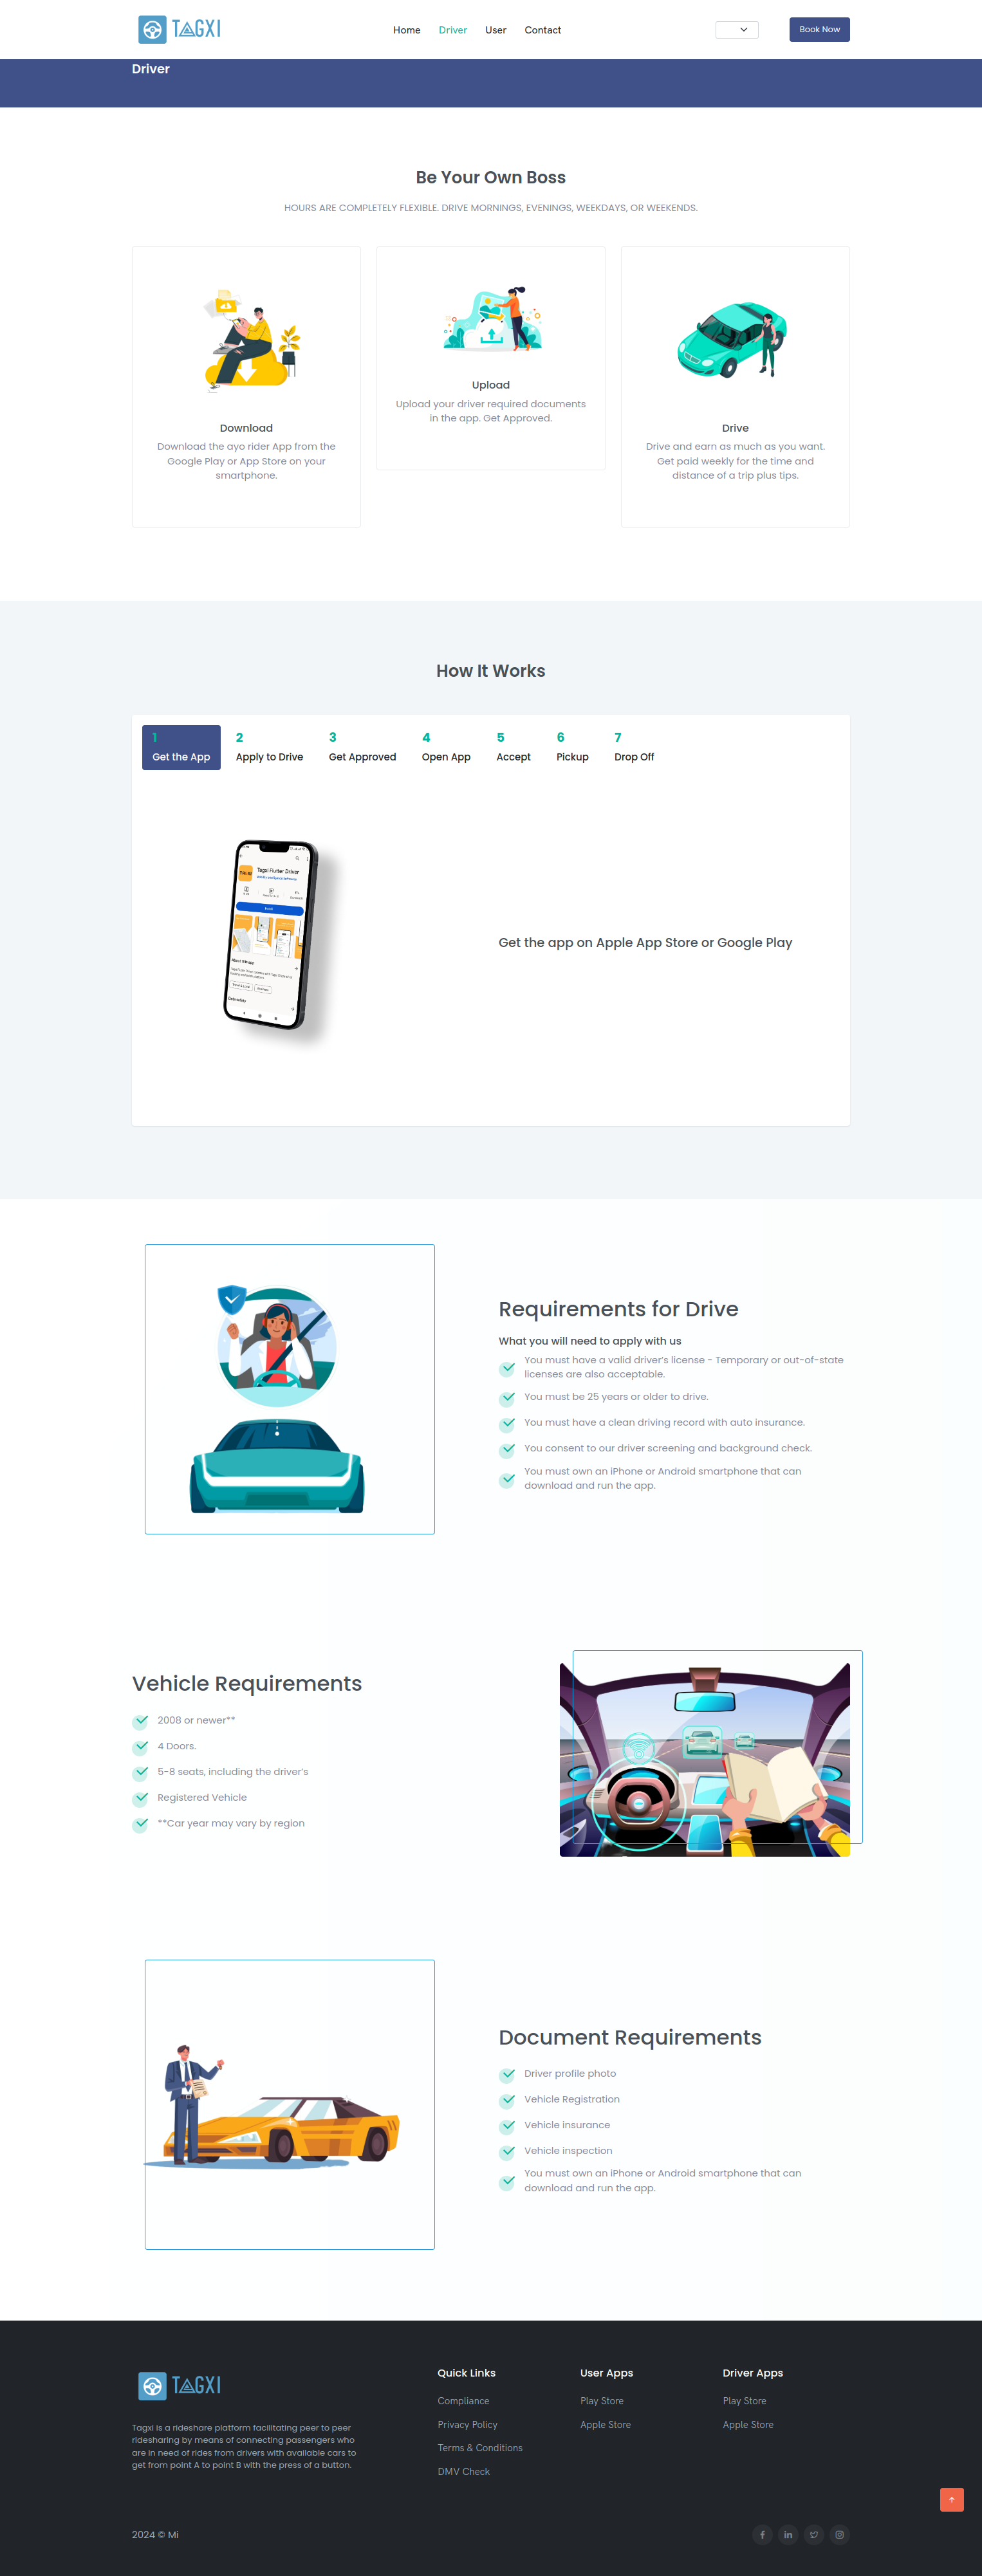 TAGXI
Home
Driver
User
Contact
Book Now
Driver
Be Your Own Boss
HOURS ARE COMPLETELY FLEXIBLE. DRIVE MORNINGS, EVENINGS, WEEKDAYS, OR WEEKENDS.
Download
Download the ayo rider App from the
Google Play or App Store on your
smartphone.
Upload
Upload your driver required documents
in the app. Get Approved.
Drive
Drive and earn as much as you want.
Get paid weekly for the time and
distance of a trip plus tips.
How It Works
1
Get the App
2
Apply to Drive
3
Get Approved
4
Open App
5
Accept
6
Pickup
7
Drop Off
Tagxi Flutter Driver
Install
About this app
Data safety
Get the app on Apple App Store or Google Play
Requirements for Drive
What you will need to apply with us
You must have a valid driver's license - Temporary or out-of-state
licenses are also acceptable.
You must be 25 years or older to drive.
You must have a clean driving record with auto insurance.
You consent to our driver screening and background check.
You must own an iPhone or Android smartphone that can
download and run the app.
Vehicle Requirements
2008 or newer**
4 Doors.
5-8 seats, including the driver's
Registered Vehicle
**Car year may vary by region
Document Requirements
Driver profile photo
Vehicle Registration
Vehicle insurance
Vehicle inspection
You must own an iPhone or Android smartphone that can
download and run the app.
TAGXI
Tagxi is a rideshare platform facilitating peer to peer
ridesharing by means of connecting passengers who
are in need of rides from drivers with available cars to
get from point A to point B with the press of a button.
Quick Links
Compliance
Privacy Policy
Terms & Conditions
DMV Check
User Apps
Play Store
Apple Store
Driver Apps
Play Store
Apple Store
2024 © Mi